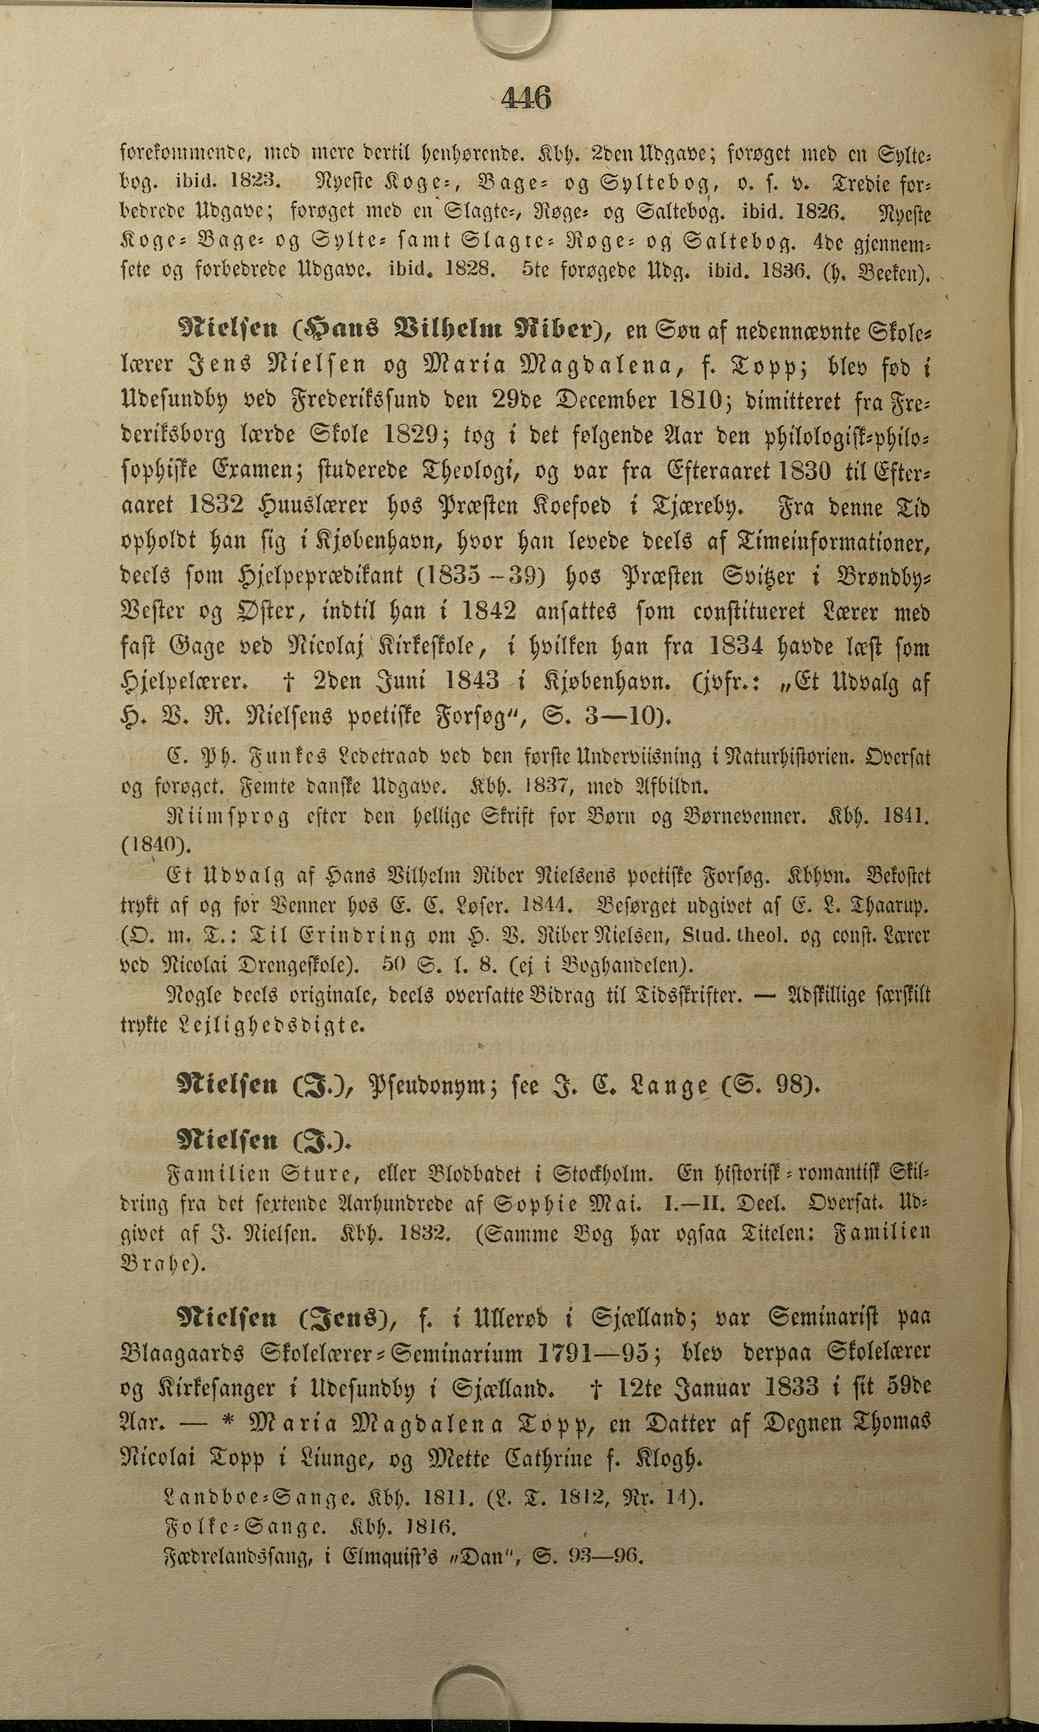 446
forekommende, med mere dertil henhørende. Kbh. 2den Udgave; forøget med en Sylte-
bog. ibid. 1823. Nyeste Koge-, Bage- og Syltebog, o. s. v. Tredie for-
bedrede Udgave; forøget med en Slagte-, Røge- og Saltebog. ibid. 1826. Nyeste
Koge- Bage- og Sylte- samt Slagte- Røge- og Saltebog. 4de gjennem-
sete og forbedrede Udgave. ibid. 1828. 5te forøgede Udg. ibid. 1836. (h. Beeken).
Nielsen (Hans Vilhelm Riber), en Søn af nedennævnte Skole-
lærer Jens Nielsen og Maria Magdalena, f. Topp; blev fød i
Udesundby ved Frederikssund den 29de December 1810; dimitteret fra Fre-
deriksborg lærde Skole 1829; tog i det følgende Aar den philologisk-philo-
sophiske Examen; studerede Theologi, og var fra Efteraaret 1830 til Efter-
aaret 1832 Huuslærer hos Præsten Koefoed i Tjæreby. Fra denne Tid
opholdt han sig i Kjøbenhavn, hvor han levede deels af Timeinformationer,
deels som Hjelpeprædikant (1835–39) hos Præsten Svitzer i Brøndby-
Vester og Øster, indtil han i 1842 ansattes som constitueret Lærer med
fast Gage ved Nicolaj Kirkeskole, i hvilken han fra 1834 havde læst som
Hjelpelærer. † 2den Juni 1843 i Kjøbenhavn. (jvfr.: „Et Udvalg af
H. V. R. Nielsens poetiske Forsøg“, S. 3—10).
C. Ph. Funkes Ledetraad ved den første Underviisning i Naturhistorien. Oversat
og forøget. Femte danske Udgave. Kbh. 1837, med Afbildn.
Riimsprog efter den hellige Skrift for Børn og Børnevenner. Kbh. 1841.
(1840).
Et Udvalg af Hans Vilhelm Riber Nielsens poetiske Forsøg. Kbhvn. Bekostet
trykt af og for Venner hos E. C. Løser. 1844. Besørget udgivet af E. L. Thaarup.
(O. m. T.: Til Erindring om H. V. Riber Nielsen, Stud. theol. og const. Lærer
ved Nicolai Drengeskole). 50 S. l. 8. (ej i Boghandelen).
Nogle deels originale, deels oversatte Bidrag til Tidsskrifter. — Adskillige særskilt
trykte Lejlighedsdigte.
Nielsen (J.), Pseudonym; see J. C. Lange (S. 98).
Nielsen (J.).
Familien Sture, eller Blodbadet i Stockholm. En historisk-romantisk Skil-
dring fra det sextende Aarhundrede af Sophie Mai. I.—II. Deel. Oversat. Ud-
givet af J. Nielsen. Kbh. 1832. (Samme Bog har ogsaa Titelen: Familien
Brahe).
Nielsen (Jens), f. i Ullerød i Sjælland; var Seminarist paa
Blaagaards Skolelærer-Seminarium 1791—95; blev derpaa Skolelærer
og Kirkesanger i Udesundby i Sjælland. † 12te Januar 1833 i sit 59de
Aar. — * Maria Magdalena Topp, en Datter af Degnen Thomas
Nicolai Topp i Liunge, og Mette Cathrine f. Klogh.
Landboe-Sange. Kbh. 1811. (L. T. 1812, Nr. 14).
Folke-Sange. Kbh. 1816.
Fædrelandssang, i Elmquist's „Dan“, S. 93—96.